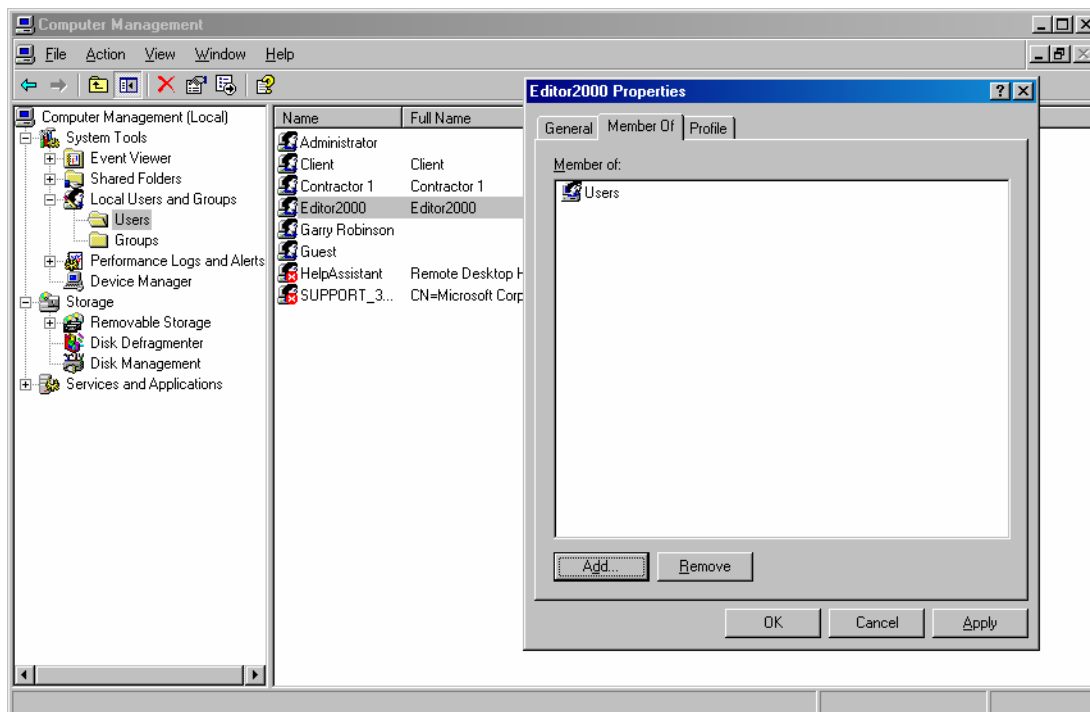 Computer Management
File Action View Window Help
Computer Management (Local)
System Tools
Event Viewer
Shared Folders
Local Users and Groups
Users
Groups
Performance Logs and Alerts
Device Manager
Storage
Removable Storage
Disk Defragmenter
Disk Management
Services and Applications
Name Full Name
Administrator
Client Client
Contractor 1 Contractor 1
Editor2000 Editor2000
Garry Robinson
Guest
HelpAssistant Remote Desktop H
SUPPORT_3... CN=Microsoft Corp
Editor2000 Properties
General Member Of Profile
Member of:
Users
Add... Remove
OK Cancel Apply